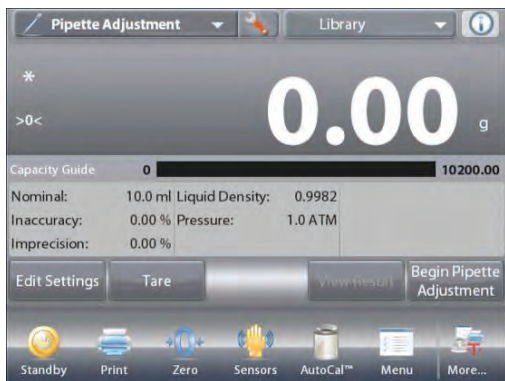 Pipette Adjustment Library
*
>0<
0.00 g
Capacity Guide 0 10200.00
Nominal: 10.0 ml Liquid Density: 0.9982
Inaccuracy: 0.00 % Pressure: 1.0 ATM
Imprecision: 0.00 %
Edit Settings Tare View Result Begin Pipette
Adjustment
Standby Print Zero Sensors AutoCal™ Menu More...